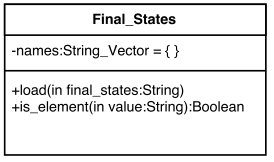 Final_States
-names:String_Vector = { }
+load(in final_states:String)
+is_element(in value:String):Boolean